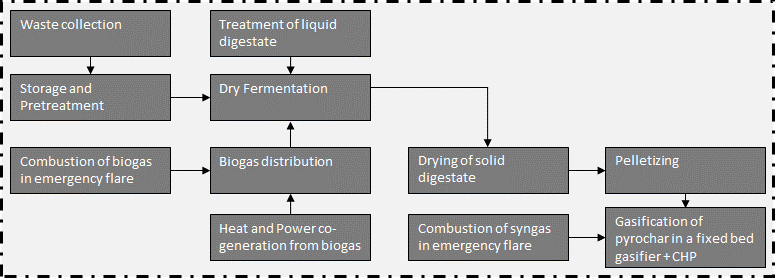 Waste collection
Treatment of liquid
digestate
Storage and
Pretreatment
Dry Fermentation
Combustion of biogas
in emergency flare
Biogas distribution
Drying of solid
digestate
Pelletizing
Heat and Power co-
generation from biogas
Combustion of syngas
in emergency flare
Gasification of
pyrochar in a fixed bed
gasifier + CHP